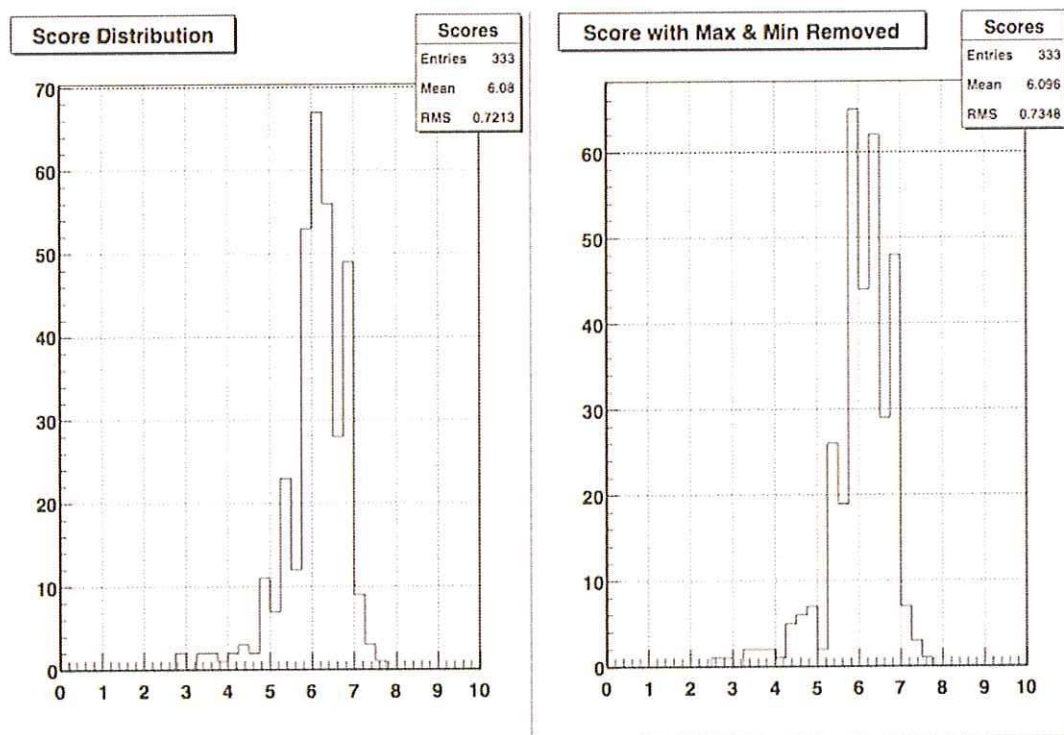 Score Distribution
Scores
Entries 333
Mean 6.08
RMS 0.7213
70
60
50
40
30
20
10
0
0 1 2 3 4 5 6 7 8 9 10
Score with Max & Min Removed
Scores
Entries 333
Mean 6.096
RMS 0.7348
60
50
40
30
20
10
0
0 1 2 3 4 5 6 7 8 9 10